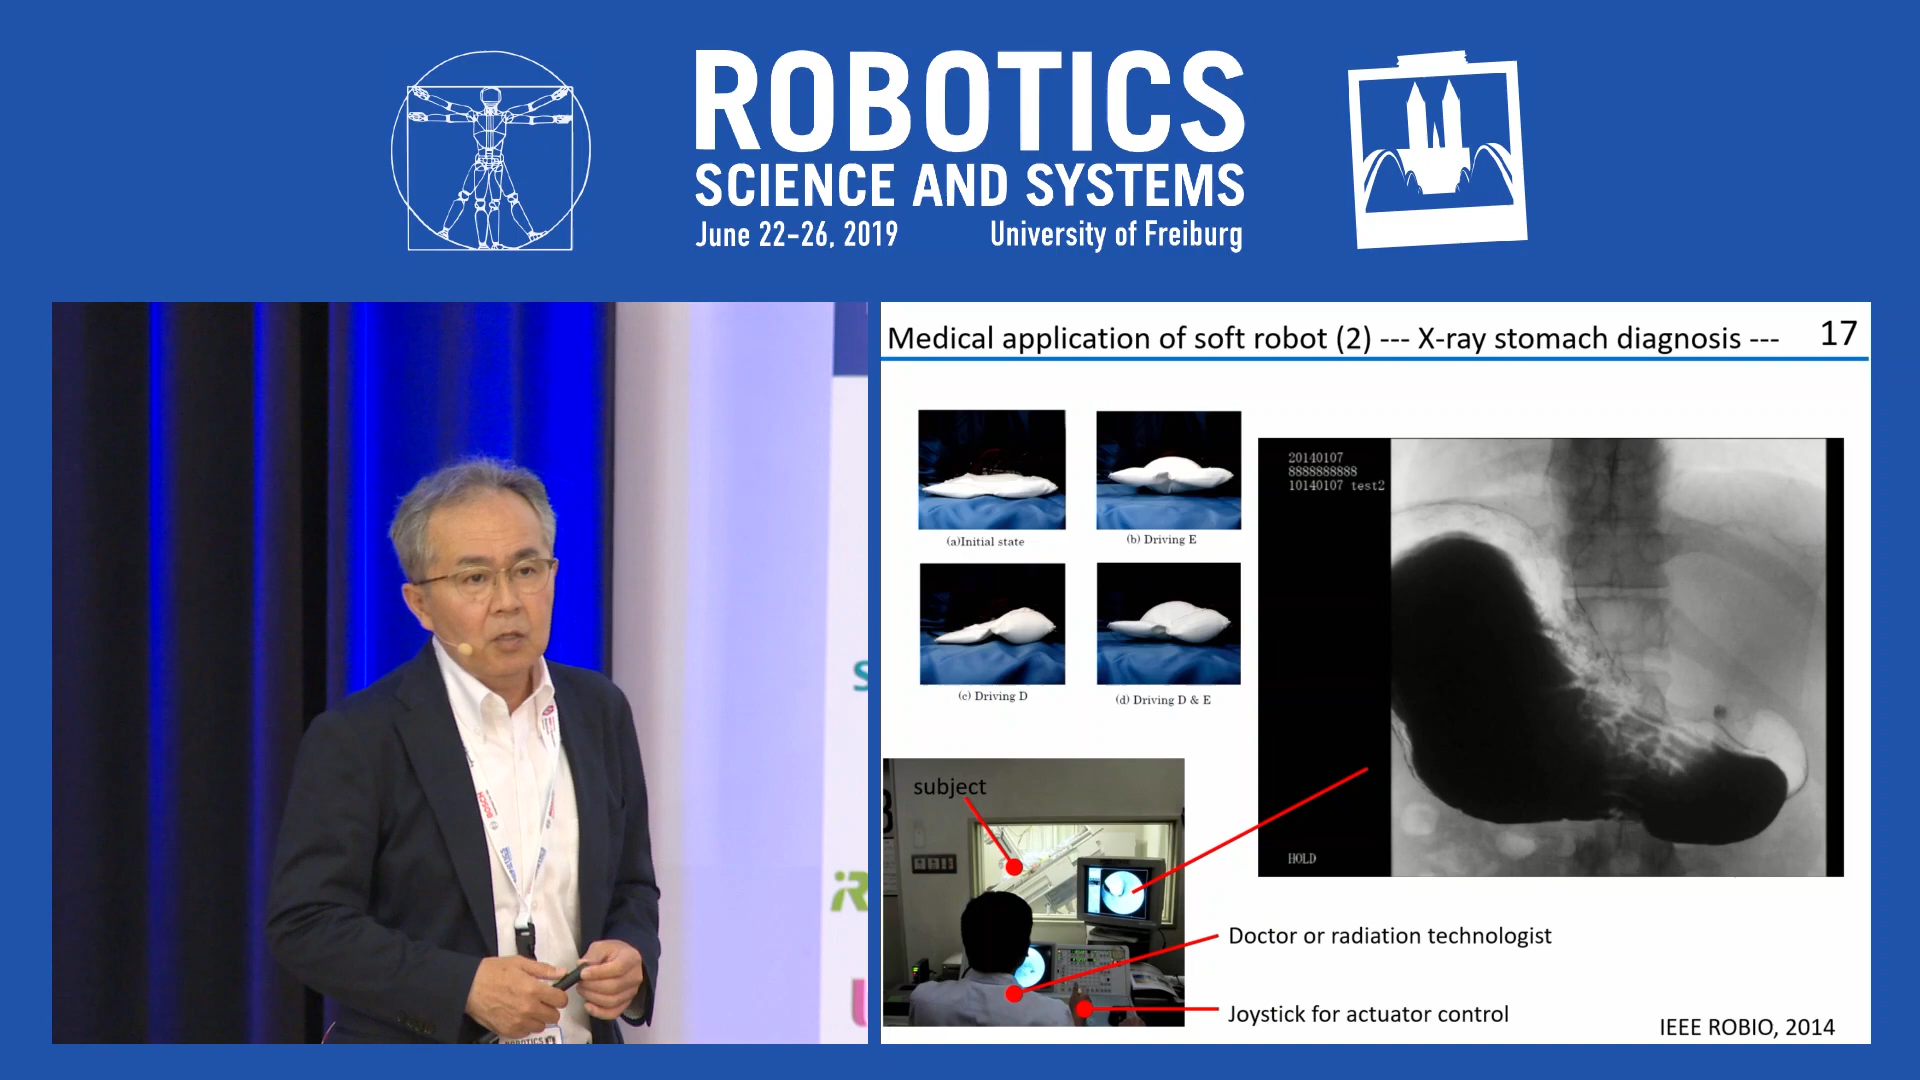 ROBOTICS
SCIENCE AND SYSTEMS
June 22-26, 2019 University of Freiburg
Medical application of soft robot (2) --- X-ray stomach diagnosis --- 17
(a)Initial state
(b) Driving E
(c) Driving D
(d) Driving D & E
20140107
8888888888
10140107 test2
HOLD
subject
Doctor or radiation technologist
Joystick for actuator control
IEEE ROBIO, 2014
BOSCH
ROBOTICS